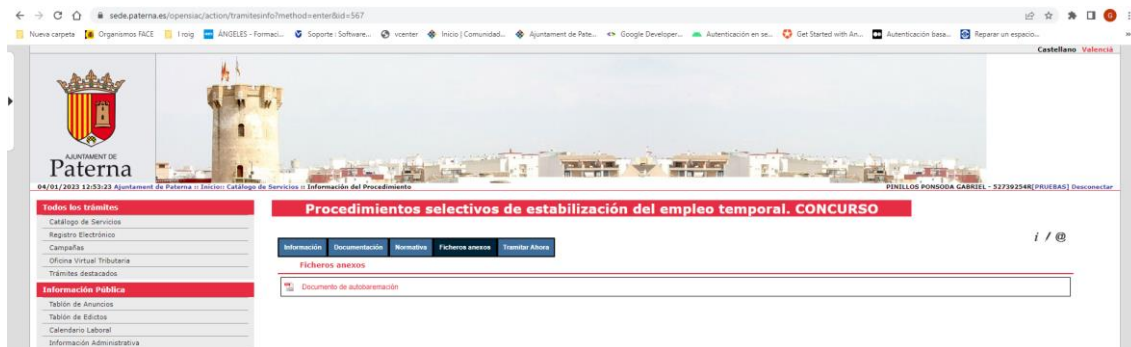 sede.paterna.es/opensiac/action/tramitesinfo?method=enter&id=567
Nueva carpeta Organismos FACE I roig ÁNGELES - Formaci... Soporte : Software... vcenter Inicio | Comunidad... Ajuntament de Pate... Google Developer... Autenticación en se... Get Started with An... Autenticación basa... Reparar un espacio... »
Castellano Valencià
AJUNTAMENT DE
Paterna
04/01/2023 12:53:23 Ajuntament de Paterna :: Inicio:: Catálogo de Servicios :: Información del Procedimiento
PINILLOS PONSODA GABRIEL - 52739254R[PRUEBAS] Desconectar
Todos los trámites
Catálogo de Servicios
Registro Electrónico
Campañas
Oficina Virtual Tributaria
Trámites destacados
Información Pública
Tablón de Anuncios
Tablón de Edictos
Calendario Laboral
Información Administrativa
Procedimientos selectivos de estabilización del empleo temporal. CONCURSO
i / @
Información Documentación Normativa Ficheros anexos Tramitar Ahora
Ficheros anexos
Documento de autobaremación